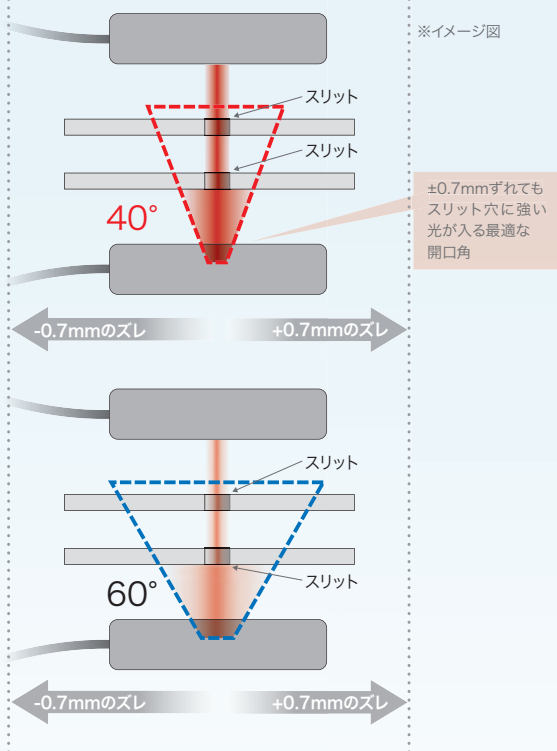 ※イメージ図
スリット
スリット
40°
±0.7mmずれても
スリット穴に強い
光が入る最適な
開口角
-0.7mmのズレ
+0.7mmのズレ
スリット
60°
スリット
-0.7mmのズレ
+0.7mmのズレ